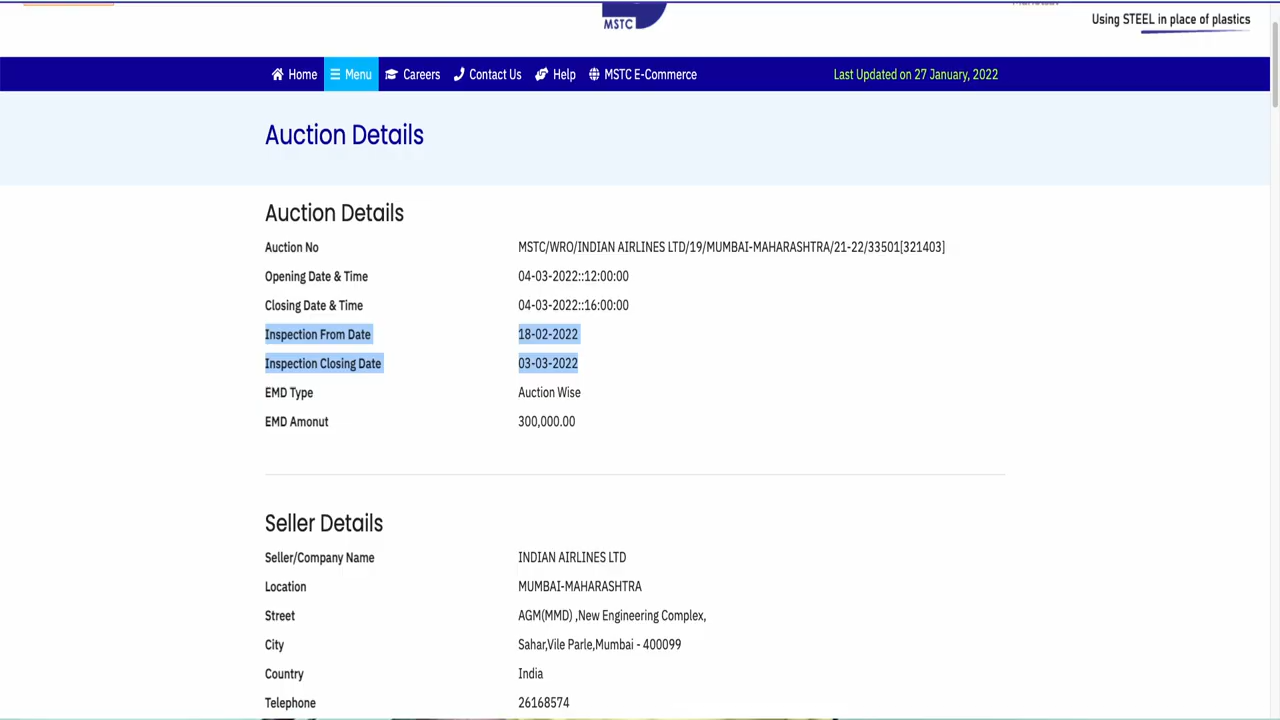 MSTC
Using STEEL in place of plastics
Home Menu Careers Contact Us Help MSTC E-Commerce Last Updated on 27 January, 2022
Auction Details
Auction Details
Auction No MSTC/WRO/INDIAN AIRLINES LTD/19/MUMBAI-MAHARASHTRA/21-22/33501[321403]
Opening Date & Time 04-03-2022::12:00:00
Closing Date & Time 04-03-2022::16:00:00
Inspection From Date 18-02-2022
Inspection Closing Date 03-03-2022
EMD Type Auction Wise
EMD Amonut 300,000.00
Seller Details
Seller/Company Name INDIAN AIRLINES LTD
Location MUMBAI-MAHARASHTRA
Street AGM(MMD) ,New Engineering Complex,
City Sahar,Vile Parle,Mumbai - 400099
Country India
Telephone 26168574